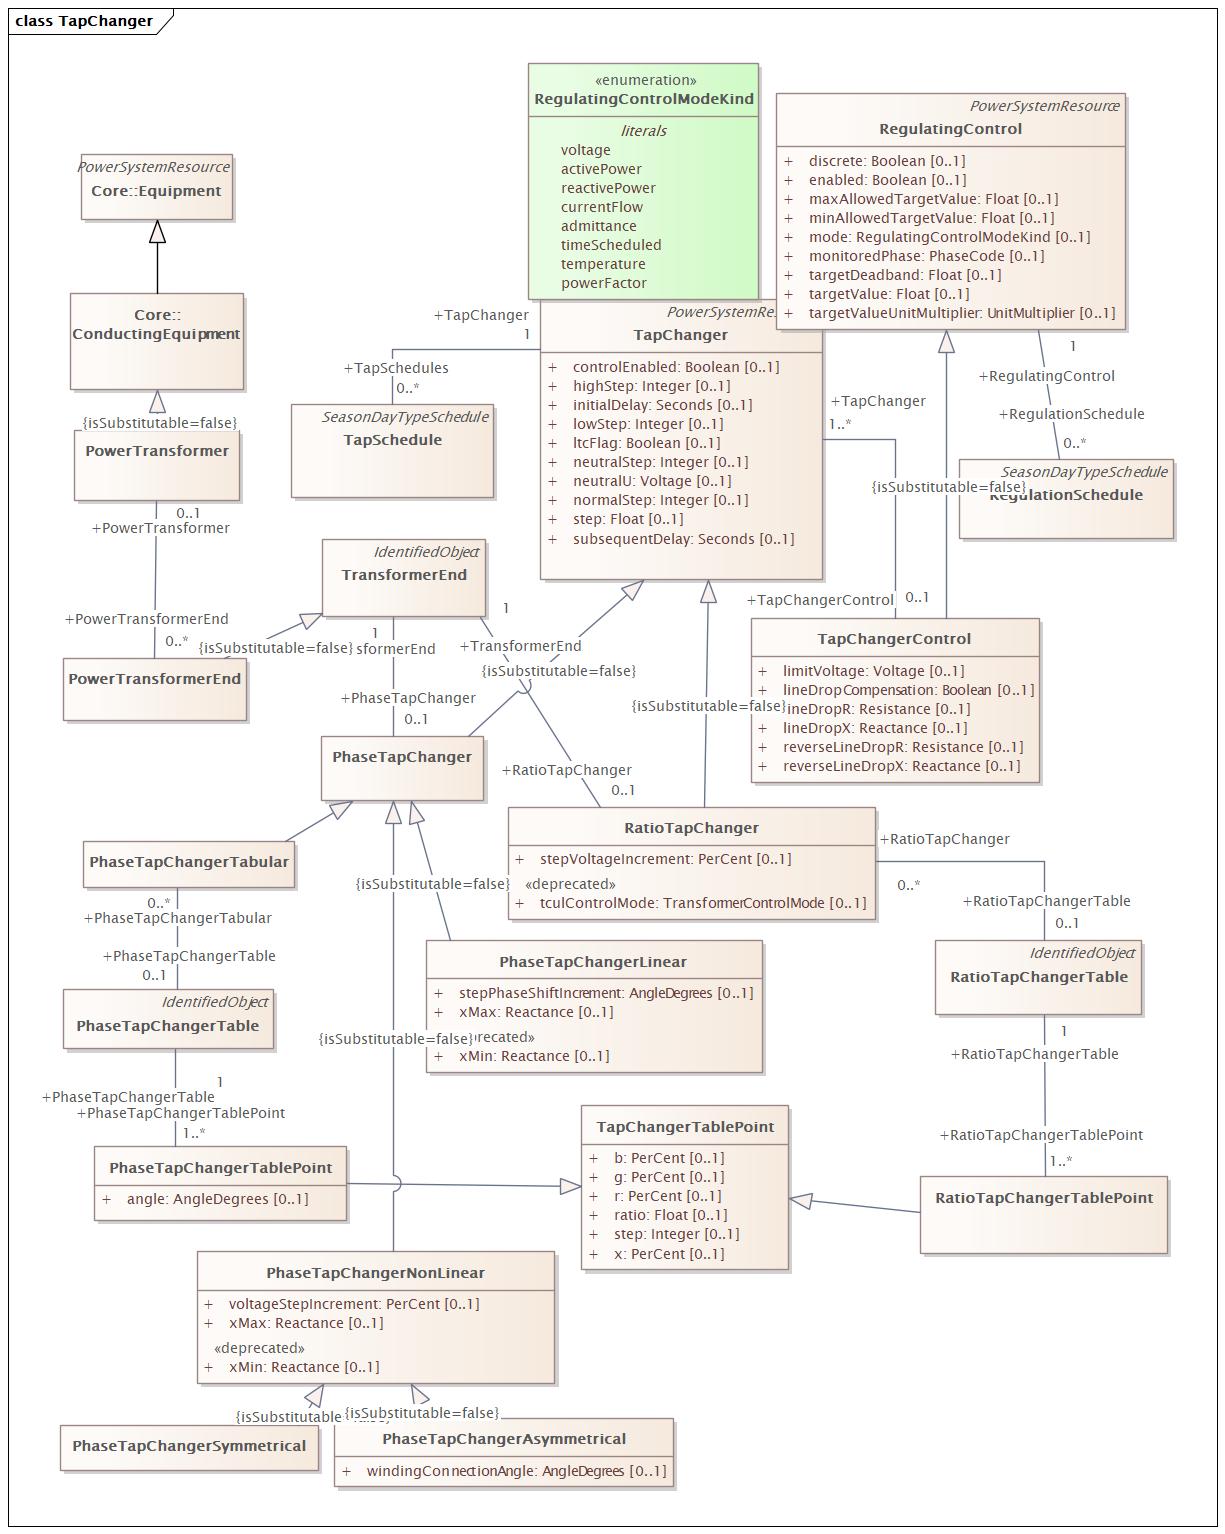 class TapChanger
«enumeration»
RegulatingControlModeKind
literals
voltage
activePower
reactivePower
currentFlow
admittance
timeScheduled
temperature
powerFactor
PowerSystemResource
RegulatingControl
+ discrete: Boolean [0..1]
+ enabled: Boolean [0..1]
+ maxAllowedTargetValue: Float [0..1]
+ minAllowedTargetValue: Float [0..1]
+ mode: RegulatingControlModeKind [0..1]
+ monitoredPhase: PhaseCode [0..1]
+ targetDeadband: Float [0..1]
+ targetValue: Float [0..1]
+ targetValueUnitMultiplier: UnitMultiplier [0..1]
PowerSystemResource
Core::Equipment
Core::
ConductingEquipment
{isSubstitutable=false}
PowerTransformer
0..1
+PowerTransformer
+PowerTransformerEnd
0..*
PowerTransformerEnd
{isSubstitutable=false}
+TapChanger
1
+TapSchedules
0..*
SeasonDayTypeSchedule
TapSchedule
PowerSystemRes
TapChanger
+ controlEnabled: Boolean [0..1]
+ highStep: Integer [0..1]
+ initialDelay: Seconds [0..1]
+ lowStep: Integer [0..1]
+ ltcFlag: Boolean [0..1]
+ neutralStep: Integer [0..1]
+ neutralU: Voltage [0..1]
+ normalStep: Integer [0..1]
+ step: Float [0..1]
+ subsequentDelay: Seconds [0..1]
+TapChanger
1..*
1
+RegulatingControl
+RegulationSchedule
0..*
SeasonDayTypeSchedule
RegulationSchedule
{isSubstitutable=false}
+TapChangerControl
0..1
TapChangerControl
+ limitVoltage: Voltage [0..1]
+ lineDropCompensation: Boolean [0..1]
ineDropR: Resistance [0..1]
+ lineDropX: Reactance [0..1]
+ reverseLineDropR: Resistance [0..1]
+ reverseLineDropX: Reactance [0..1]
IdentifiedObject
TransformerEnd
1
sformerEnd
+PhaseTapChanger
0..1
1
+TransformerEnd
{isSubstitutable=false}
{isSubstitutable=false}
+RatioTapChanger
0..1
PhaseTapChanger
RatioTapChanger
+ stepVoltageIncrement: PerCent [0..1]
«deprecated»
+ tculControlMode: TransformerControlMode [0..1]
+RatioTapChanger
0..*
+RatioTapChangerTable
0..1
IdentifiedObject
RatioTapChangerTable
1
+RatioTapChangerTable
+RatioTapChangerTablePoint
1..*
RatioTapChangerTablePoint
PhaseTapChangerTabular
0..*
+PhaseTapChangerTabular
+PhaseTapChangerTable
0..1
IdentifiedObject
PhaseTapChangerTable
1
+PhaseTapChangerTable
+PhaseTapChangerTablePoint
1..*
PhaseTapChangerTablePoint
+ angle: AngleDegrees [0..1]
{isSubstitutable=false}
PhaseTapChangerLinear
+ stepPhaseShiftIncrement: AngleDegrees [0..1]
+ xMax: Reactance [0..1]
recated»
+ xMin: Reactance [0..1]
{isSubstitutable=false}
TapChangerTablePoint
+ b: PerCent [0..1]
+ g: PerCent [0..1]
+ r: PerCent [0..1]
+ ratio: Float [0..1]
+ step: Integer [0..1]
+ x: PerCent [0..1]
PhaseTapChangerNonLinear
+ voltageStepIncrement: PerCent [0..1]
+ xMax: Reactance [0..1]
«deprecated»
+ xMin: Reactance [0..1]
{isSubstitutable
{isSubstitutable=false}
PhaseTapChangerSymmetrical
PhaseTapChangerAsymmetrical
+ windingConnectionAngle: AngleDegrees [0..1]